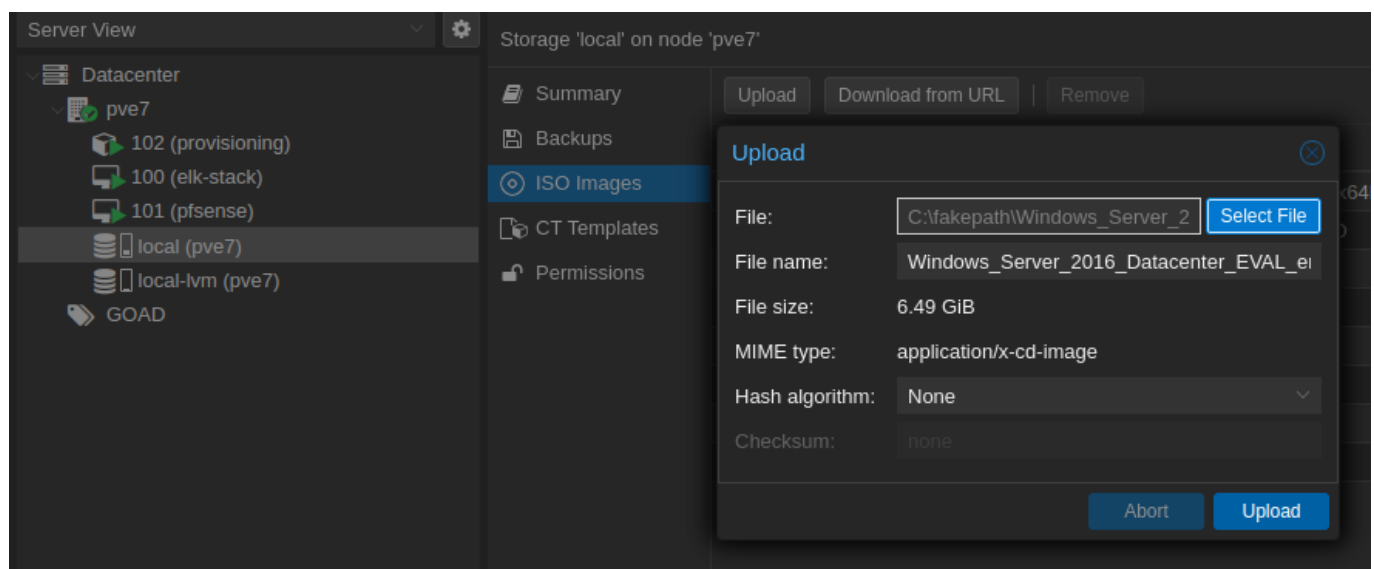 Server View
Datacenter
pve7
102 (provisioning)
100 (elk-stack)
101 (pfsense)
local (pve7)
local-lvm (pve7)
GOAD
Storage 'local' on node 'pve7'
Summary
Backups
ISO Images
CT Templates
Permissions
Upload Download from URL Remove
Upload
File: C:\fakepath\Windows_Server_2 Select File
File name: Windows_Server_2016_Datacenter_EVAL_e
File size: 6.49 GiB
MIME type: application/x-cd-image
Hash algorithm: None
Checksum: none
Abort Upload